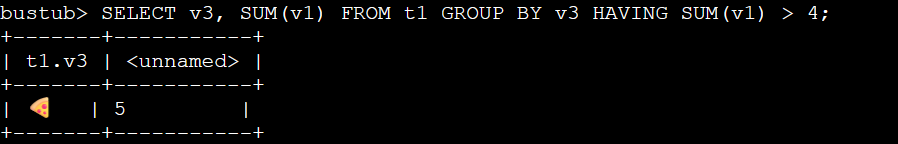 bustub> SELECT v3, SUM(v1) FROM t1 GROUP BY v3 HAVING SUM(v1) > 4;
+-------+-----------+
| t1.v3 | <unnamed> |
+-------+-----------+
| 🍕   | 5         |
+-------+-----------+